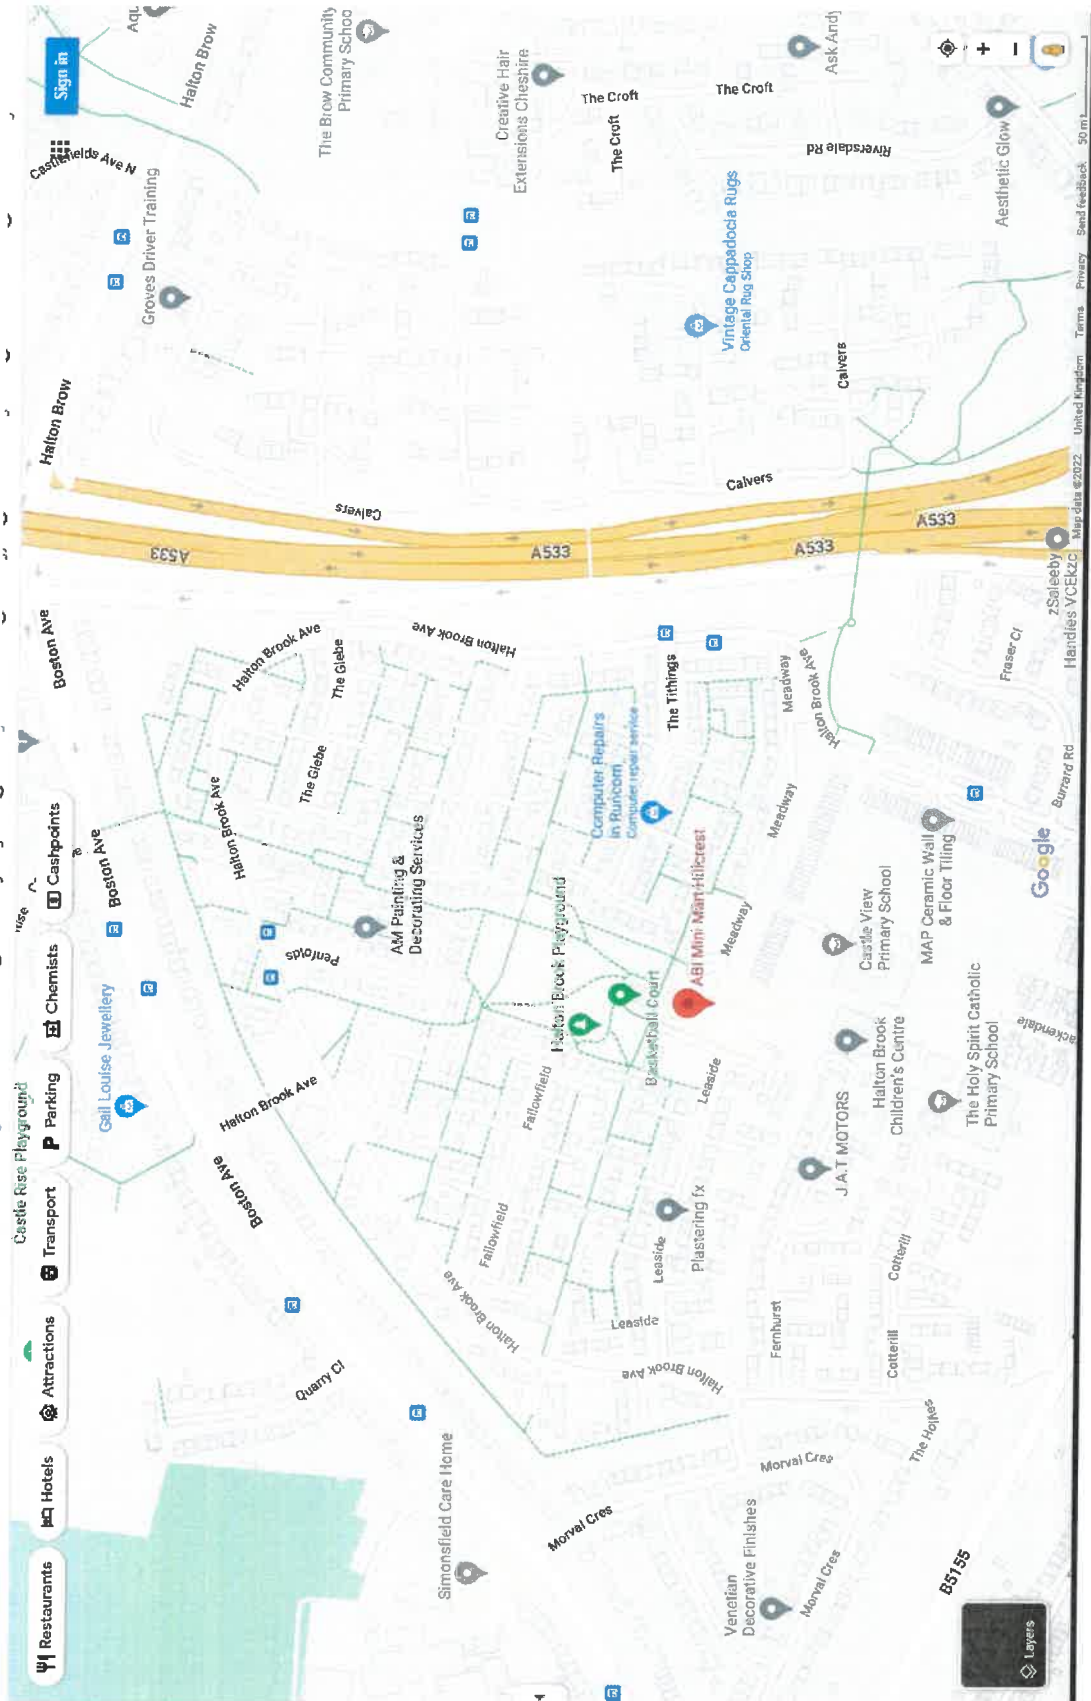 Restaurants
Hotels
Attractions
Transport
Parking
Chemists
Cashpoints
Sign in
Castle Rise Playground
Gail Louise Jewellery
Boston Ave
Boston Ave
Boston Ave
Halton Brow
Castlefields Ave N
Halton Brow
Groves Driver Training
The Brow Community
Primary Schoo
Creative Hair
Extensions Cheshire
The Croft
The Croft
The Croft
Ask Andy
Riversdale Rd
Aesthetic Glow
Vintage Cappadocia Rugs
Oriental Rug Shop
Calvers
Calvers
Calvers
A533
A533
A533
A533
Halton Brook Ave
Halton Brook Ave
Halton Brook Ave
Halton Brook Ave
Halton Brook Ave
Halton Brook Ave
Halton Brook Ave
The Glebe
The Glebe
Penfolds
AM Painting &
Decorating Services
Computer Repairs
in Runcorn
Computer repair service
The Tithings
Meadway
Meadway
Meadway
Halton Brook Playground
Basketball Court
ABI Mini Mart Hillcrest
Fallowfield
Fallowfield
Leaside
Leaside
Leaside
Plastering fx
J.A.T MOTORS
Halton Brook
Children's Centre
Castle View
Primary School
MAP Ceramic Wall
& Floor Tiling
The Holy Spirit Catholic
Primary School
Fraser Cl
Burrard Rd
2Saleeby
Handles VCEkzc
Fernhurst
Cotterill
Cotterill
The Holkes
Quarry Cl
Simonsfield Care Home
Morval Cres
Morval Cres
Morval Cres
Venetian
Decorative Finishes
B5155
Layers
Google
Map data ©2022
United Kingdom
Terms
Privacy
Send feedback
50 m